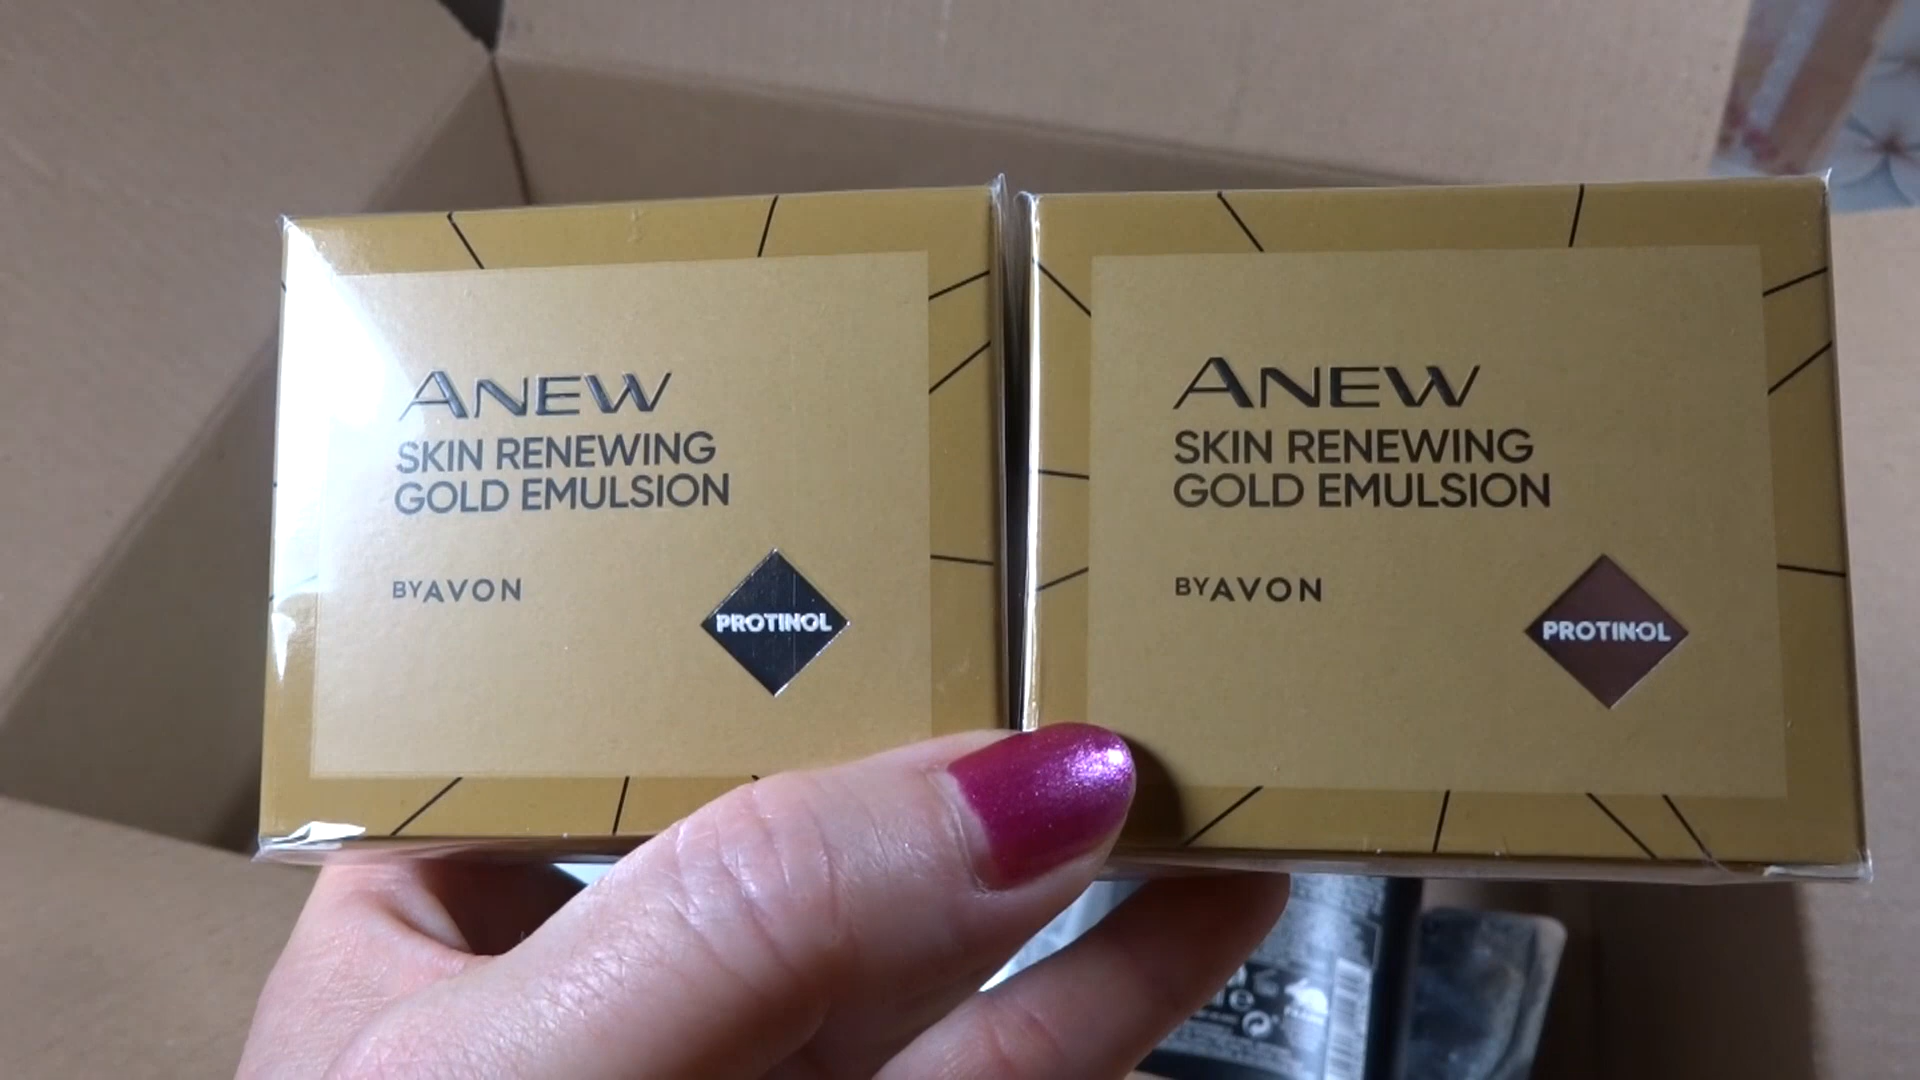 ANEW
SKIN RENEWING
GOLD EMULSION
BY AVON
PROTINOL
ANEW
SKIN RENEWING
GOLD EMULSION
BY AVON
PROTINOL